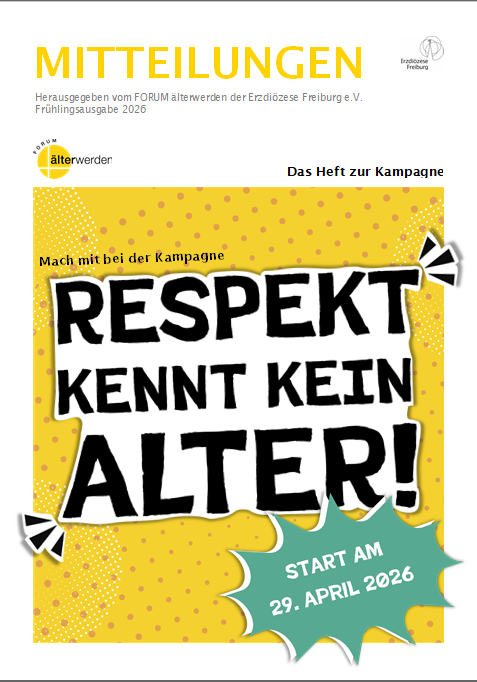 MITTEILUNGEN
Erzdiözese
Freiburg
Herausgegeben vom FORUM älterwerden der Erzdiözese Freiburg e.V.
Frühlingsausgabe 2026
FORUM
älterwerden
Das Heft zur Kampagne
Mach mit bei der Kampagne
RESPEKT
KENNT KEIN
ALTER!
START AM
29. APRIL 2026